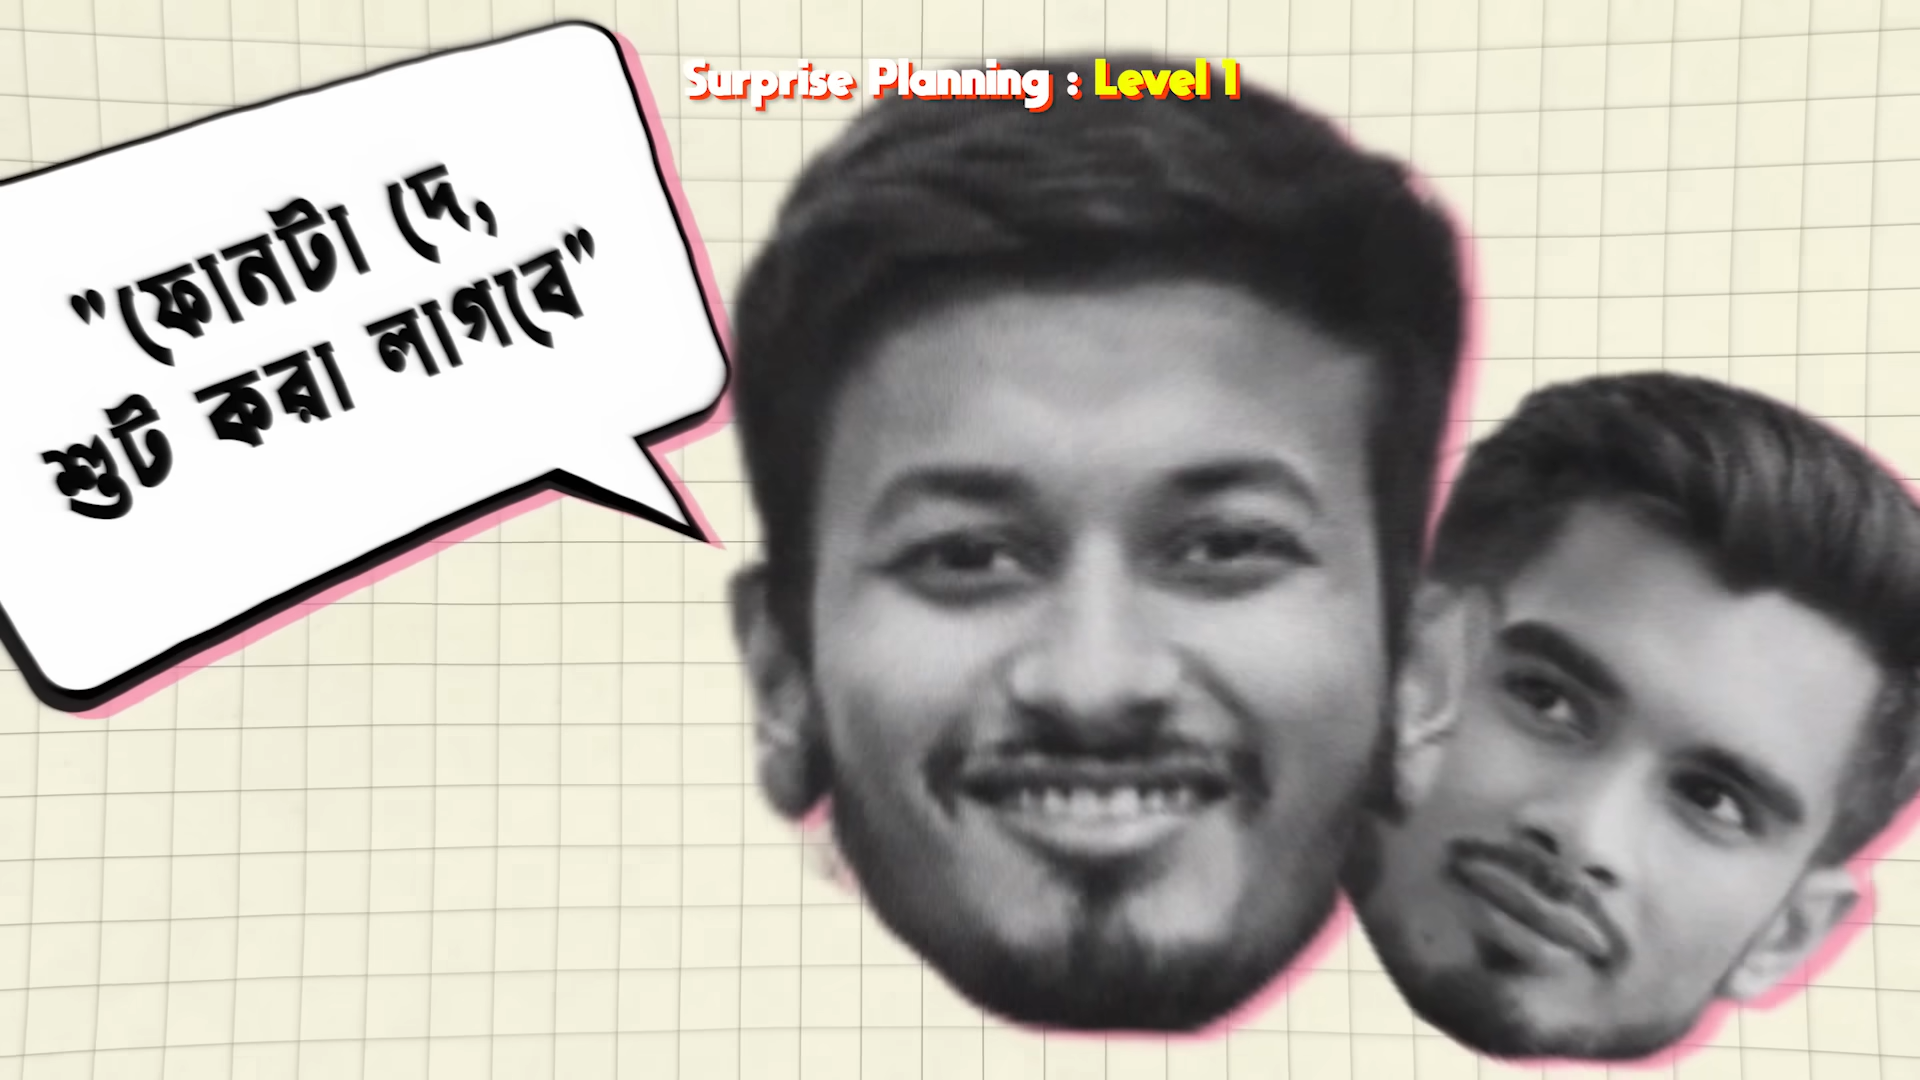 Surprise Planning : Level 1
"ফোনটা দে,
শুট করা লাগবে"